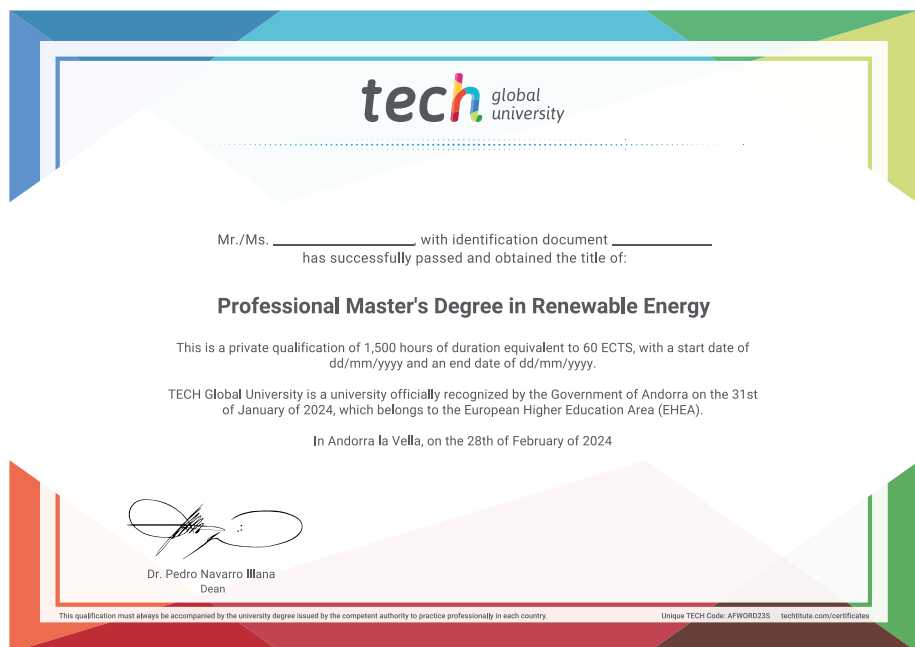 tech global university
Mr./Ms. ____________, with identification document ____________
has successfully passed and obtained the title of:
Professional Master's Degree in Renewable Energy
This is a private qualification of 1,500 hours of duration equivalent to 60 ECTS, with a start date of
dd/mm/yyyy and an end date of dd/mm/yyyy.
TECH Global University is a university officially recognized by the Government of Andorra on the 31st
of January of 2024, which belongs to the European Higher Education Area (EHEA).
In Andorra la Vella, on the 28th of February of 2024
Dr. Pedro Navarro Illana
Dean
This qualification must always be accompanied by the university degree issued by the competent authority to practice professionally in each country.
Unique TECH Code: AFWORD23S techtitute.com/certificates